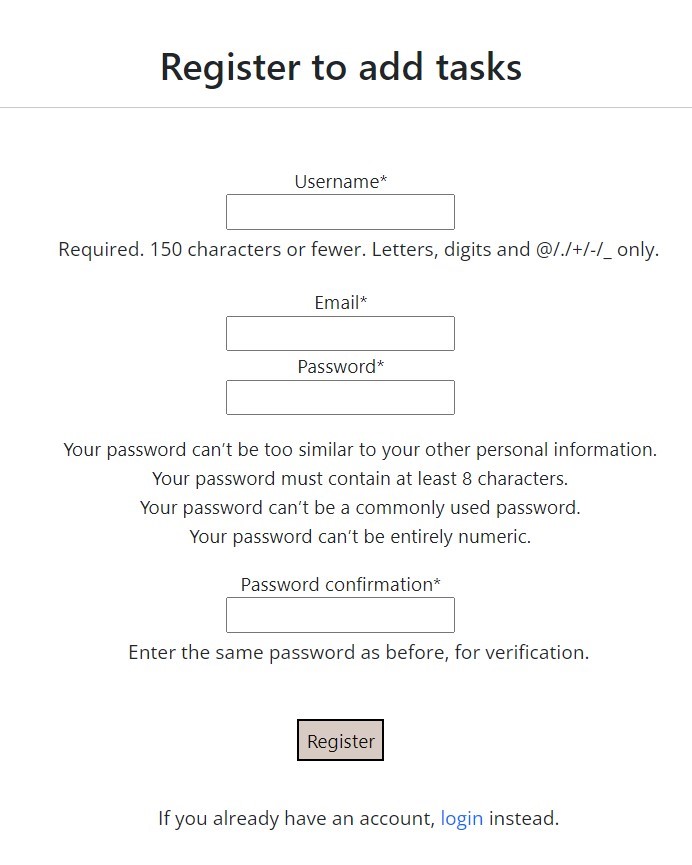 Register to add tasks
Username*
Required. 150 characters or fewer. Letters, digits and @/./+/-/_ only.
Email*
Password*
Your password can't be too similar to your other personal information.
Your password must contain at least 8 characters.
Your password can't be a commonly used password.
Your password can't be entirely numeric.
Password confirmation*
Enter the same password as before, for verification.
Register
If you already have an account, login instead.